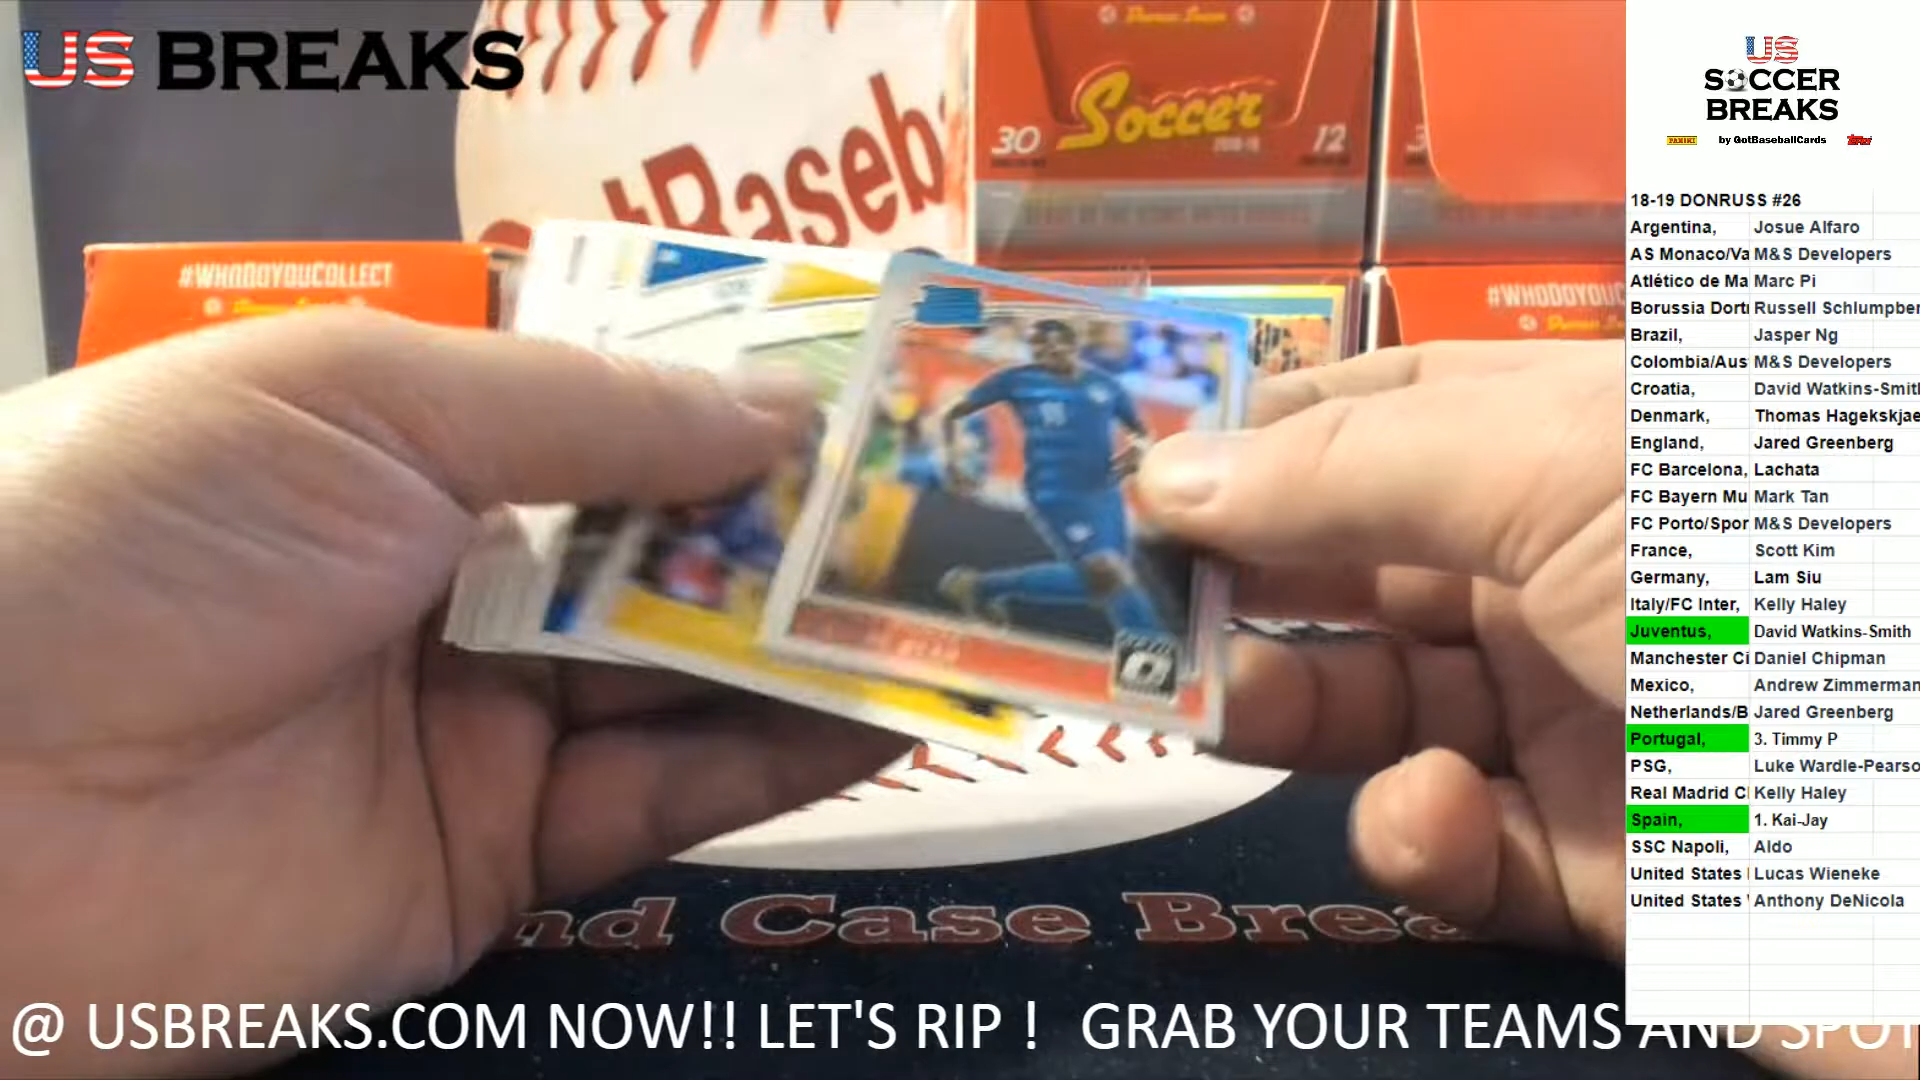 US BREAKS
Soccer
30
12
otBaseb
#WHODOYOUCOLLECT
#WHODOYOUC
nd Case Brea
@ USBREAKS.COM NOW!! LET'S RIP ! GRAB YOUR TEAMS AND SPOT
US
SOCCER
BREAKS
PANINI by GotBaseballCards Topps
18-19 DONRUSS #26
Argentina, Josue Alfaro
AS Monaco/Va M&S Developers
Atlético de Ma Marc Pi
Borussia Dort Russell Schlumpber
Brazil, Jasper Ng
Colombia/Aus M&S Developers
Croatia, David Watkins-Smith
Denmark, Thomas Hagekskjae
England, Jared Greenberg
FC Barcelona, Lachata
FC Bayern Mu Mark Tan
FC Porto/Spor M&S Developers
France, Scott Kim
Germany, Lam Siu
Italy/FC Inter, Kelly Haley
Juventus, David Watkins-Smith
Manchester Ci Daniel Chipman
Mexico, Andrew Zimmerman
Netherlands/B Jared Greenberg
Portugal, 3. Timmy P
PSG, Luke Wardle-Pearso
Real Madrid C Kelly Haley
Spain, 1. Kai-Jay
SSC Napoli, Aldo
United States Lucas Wieneke
United States Anthony DeNicola